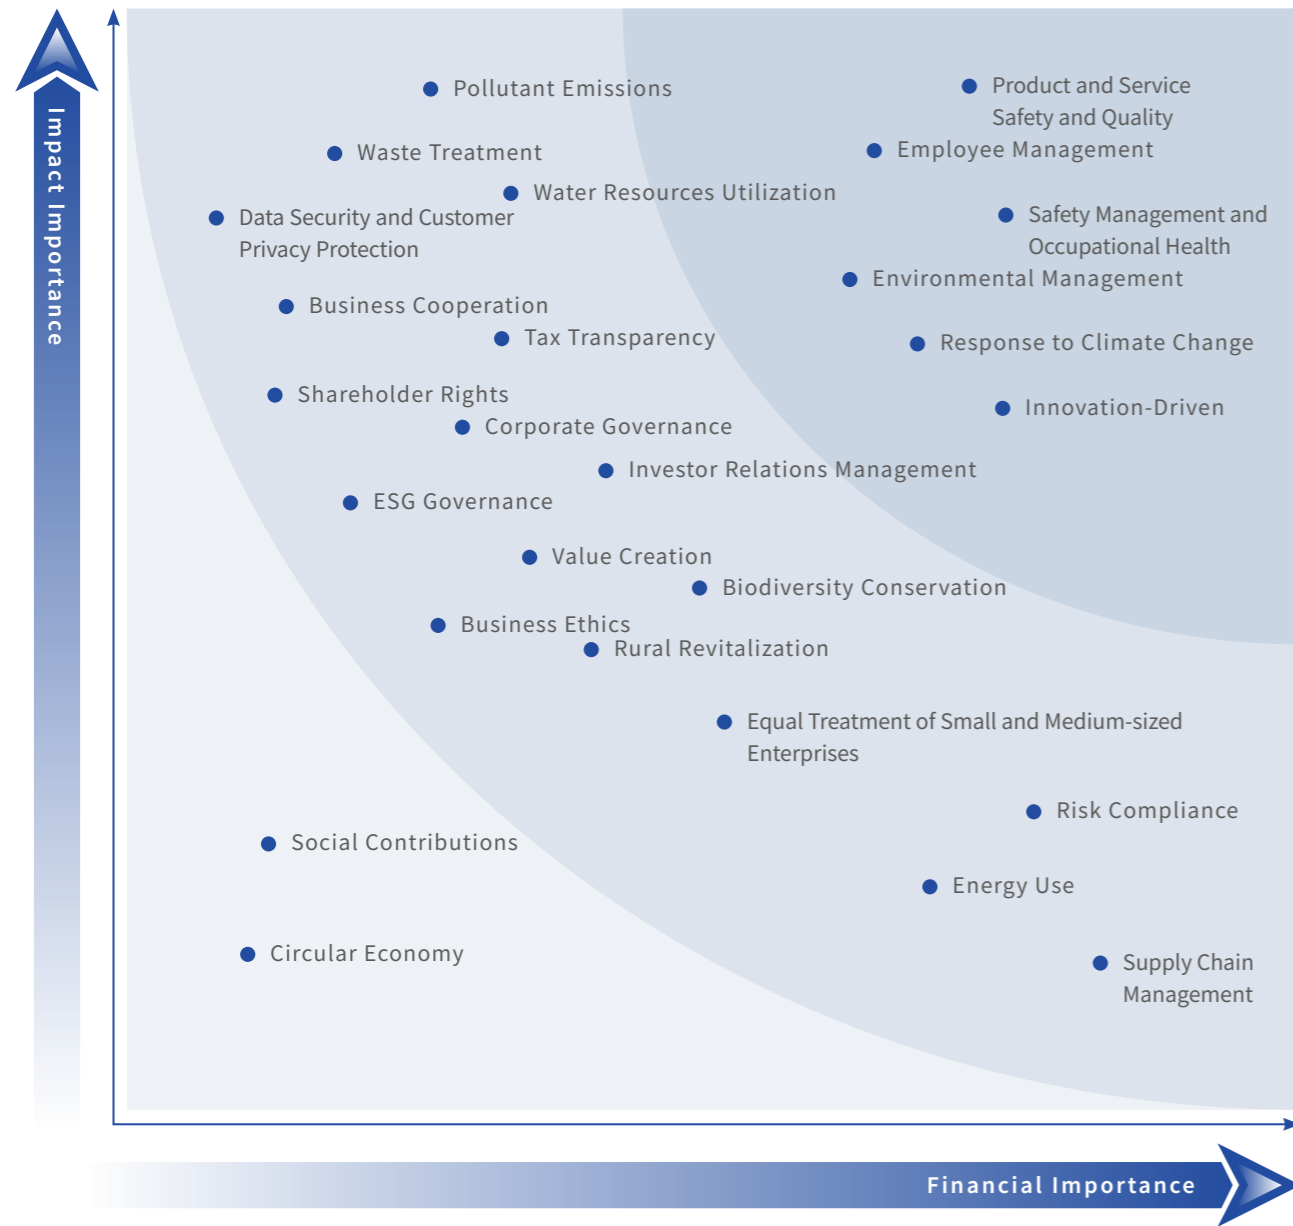 Impact Importance
Pollutant Emissions
Product and Service
Safety and Quality
Waste Treatment
Employee Management
Water Resources Utilization
Data Security and Customer
Privacy Protection
Safety Management and
Occupational Health
Environmental Management
Business Cooperation
Tax Transparency
Response to Climate Change
Shareholder Rights
Innovation-Driven
Corporate Governance
Investor Relations Management
ESG Governance
Value Creation
Biodiversity Conservation
Business Ethics
Rural Revitalization
Equal Treatment of Small and Medium-sized
Enterprises
Risk Compliance
Social Contributions
Energy Use
Circular Economy
Supply Chain
Management
Financial Importance